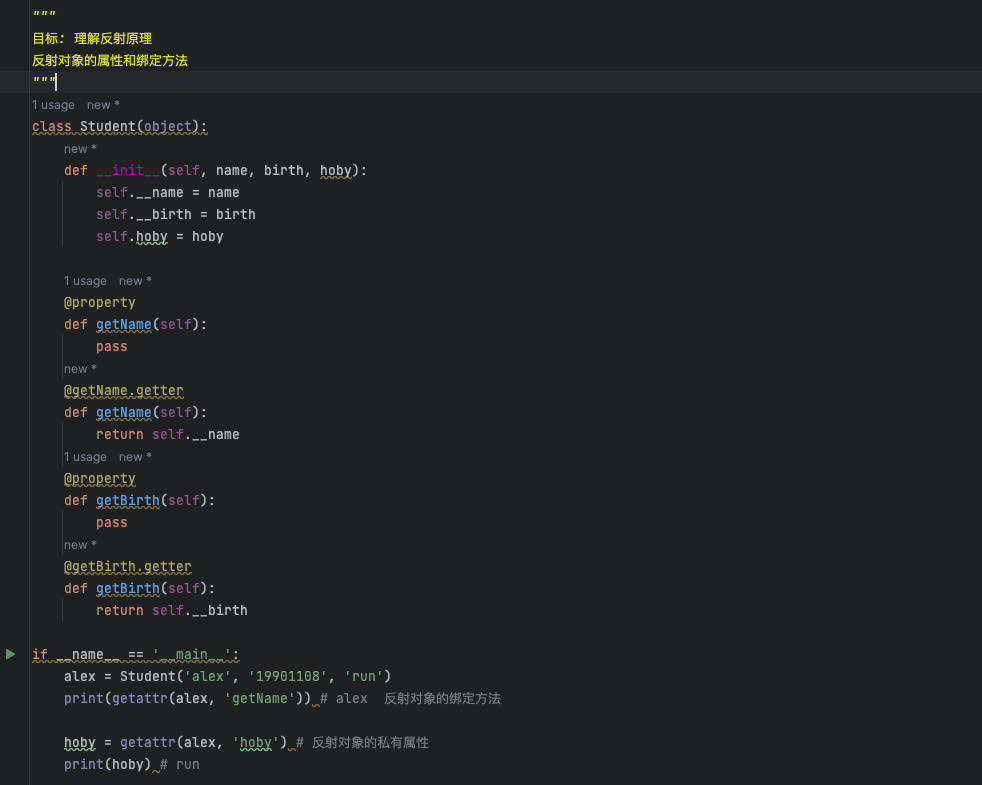 """
目标: 理解反射原理
反射对象的属性和绑定方法
"""
1 usage new *
class Student(object):
new *
def __init__(self, name, birth, hoby):
self.__name = name
self.__birth = birth
self.hoby = hoby
1 usage new *
@property
def getName(self):
pass
new *
@getName.getter
def getName(self):
return self.__name
1 usage new *
@property
def getBirth(self):
pass
new *
@getBirth.getter
def getBirth(self):
return self.__birth
if __name__ == '__main__':
alex = Student('alex', '19901108', 'run')
print(getattr(alex, 'getName')) # alex 反射对象的绑定方法
hoby = getattr(alex, 'hoby') # 反射对象的私有属性
print(hoby) # run